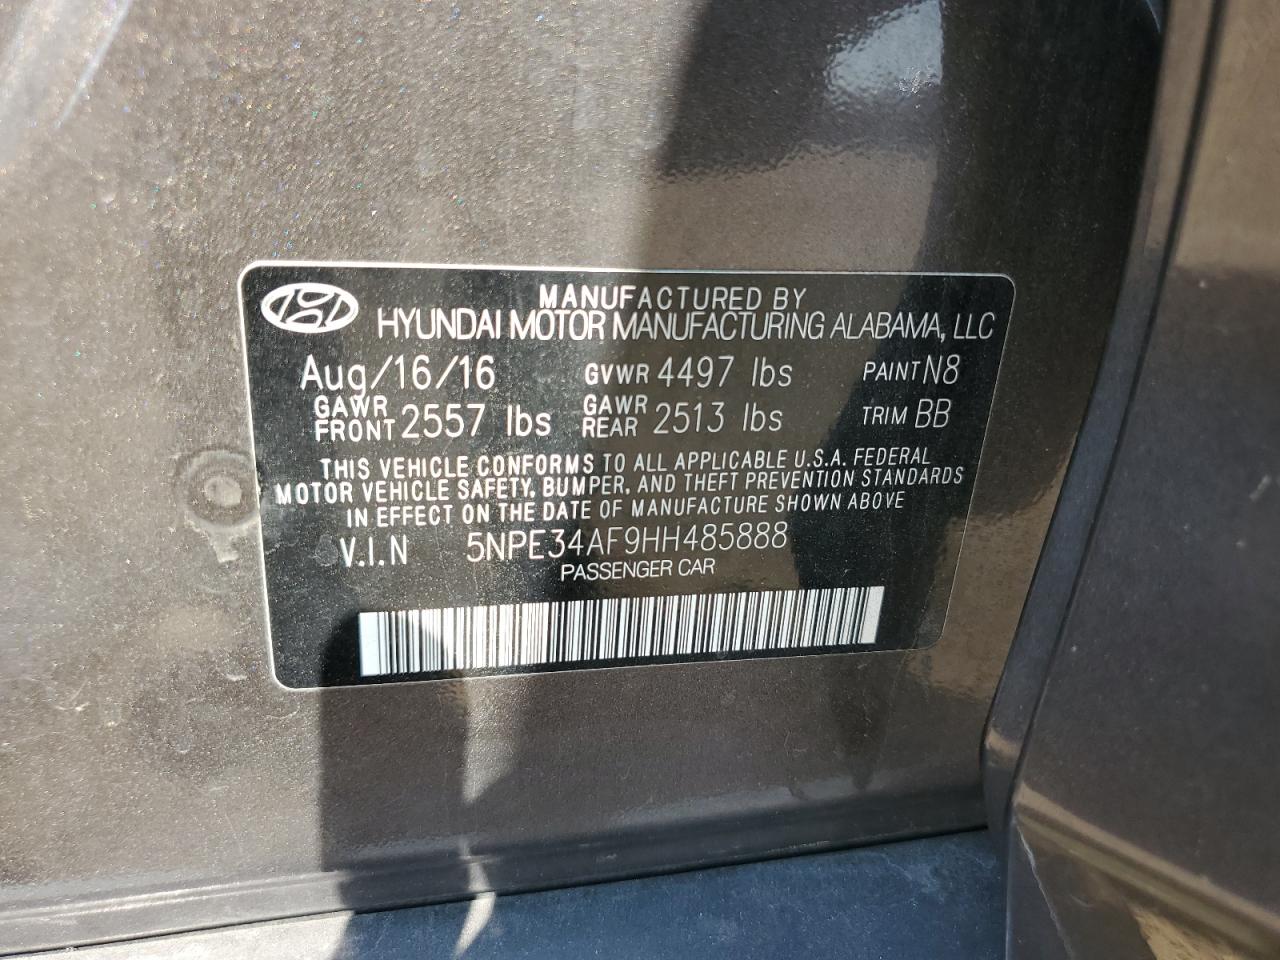 MANUFACTURED BY
HYUNDAI MOTOR MANUFACTURING ALABAMA, LLC
Aug/16/16 GVWR 4497 lbs PAINT N8
GAWR FRONT 2557 lbs GAWR REAR 2513 lbs TRIM BB
THIS VEHICLE CONFORMS TO ALL APPLICABLE U.S.A. FEDERAL
MOTOR VEHICLE SAFETY, BUMPER, AND THEFT PREVENTION STANDARDS
IN EFFECT ON THE DATE OF MANUFACTURE SHOWN ABOVE
V.I.N 5NPE34AF9HH485888
PASSENGER CAR